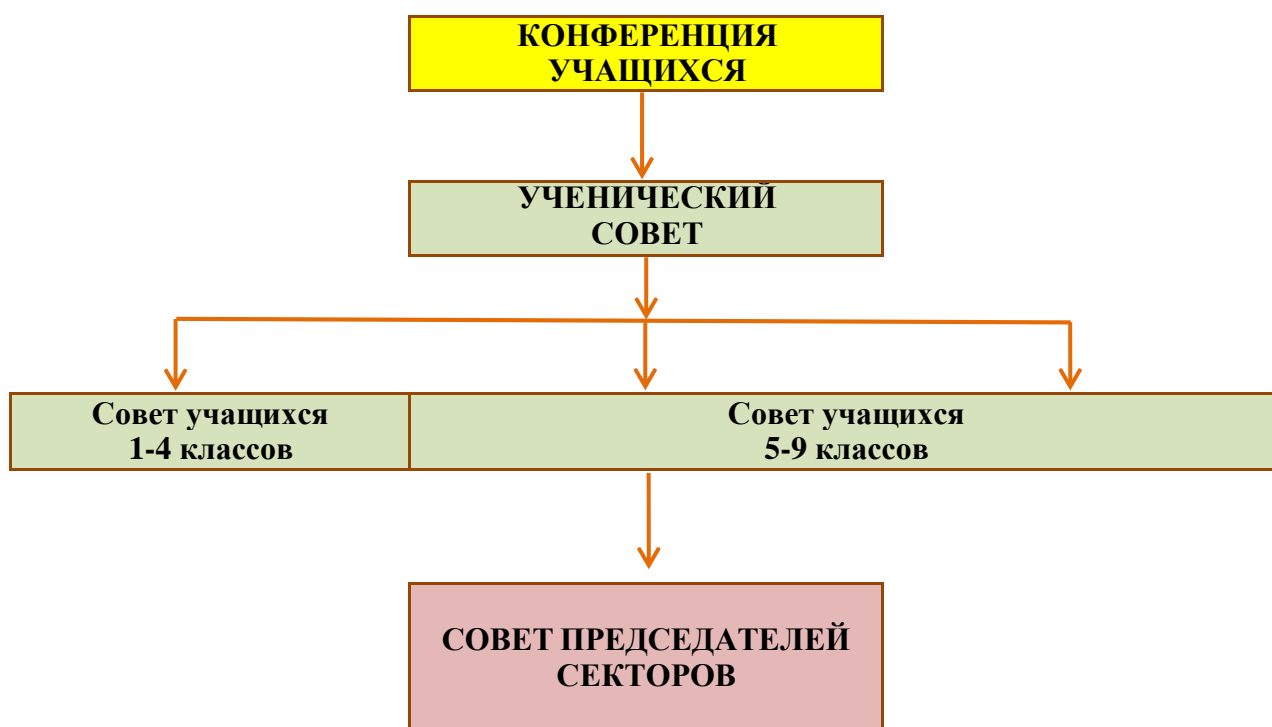 КОНФЕРЕНЦИЯ
УЧАЩИХСЯ
УЧЕНИЧЕСКИЙ
СОВЕТ
Совет учащихся
1-4 классов
Совет учащихся
5-9 классов
СОВЕТ ПРЕДСЕДАТЕЛЕЙ
СЕКТОРОВ